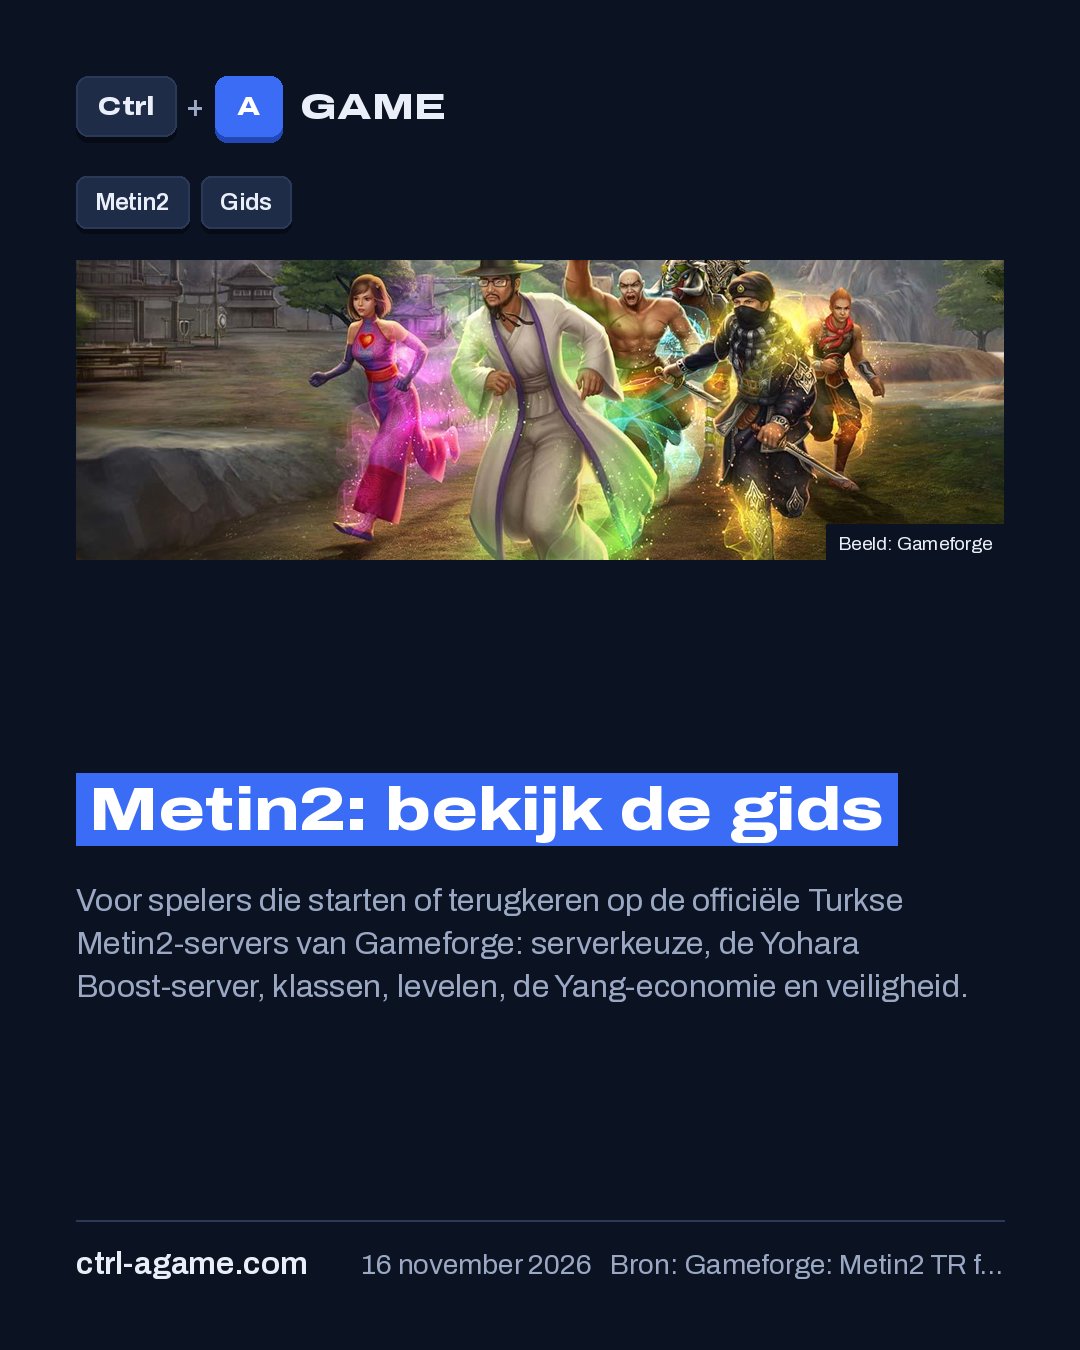 Ctrl + A GAME
Metin2 Gids
Beeld: Gameforge
Metin2: bekijk de gids
Voor spelers die starten of terugkeren op de officiële Turkse
Metin2-servers van Gameforge: serverkeuze, de Yohara
Boost-server, klassen, levelen, de Yang-economie en veiligheid.
ctrl-agame.com 16 november 2026 Bron: Gameforge: Metin2 TR f...